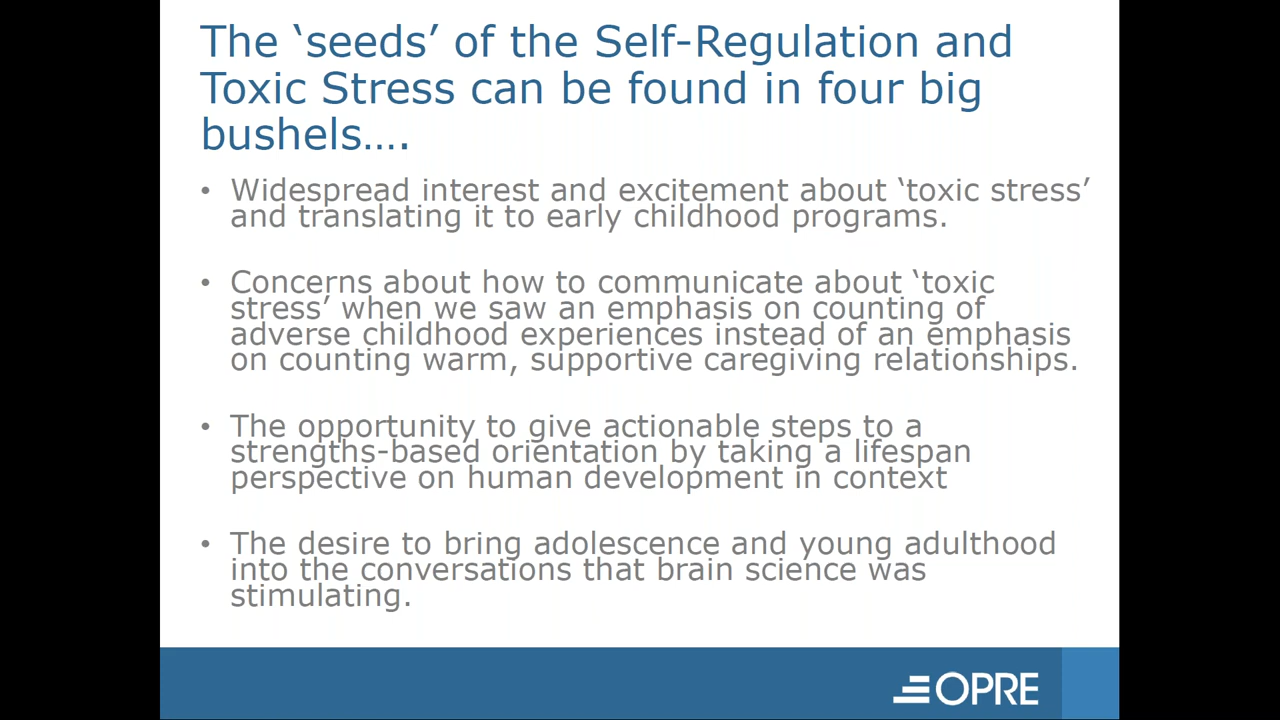 The ‘seeds’ of the Self-Regulation and
Toxic Stress can be found in four big
bushels….
• Widespread interest and excitement about ‘toxic stress’
and translating it to early childhood programs.
• Concerns about how to communicate about ‘toxic
stress’ when we saw an emphasis on counting of
adverse childhood experiences instead of an emphasis
on counting warm, supportive caregiving relationships.
• The opportunity to give actionable steps to a
strengths-based orientation by taking a lifespan
perspective on human development in context
• The desire to bring adolescence and young adulthood
into the conversations that brain science was
stimulating.
OPRE